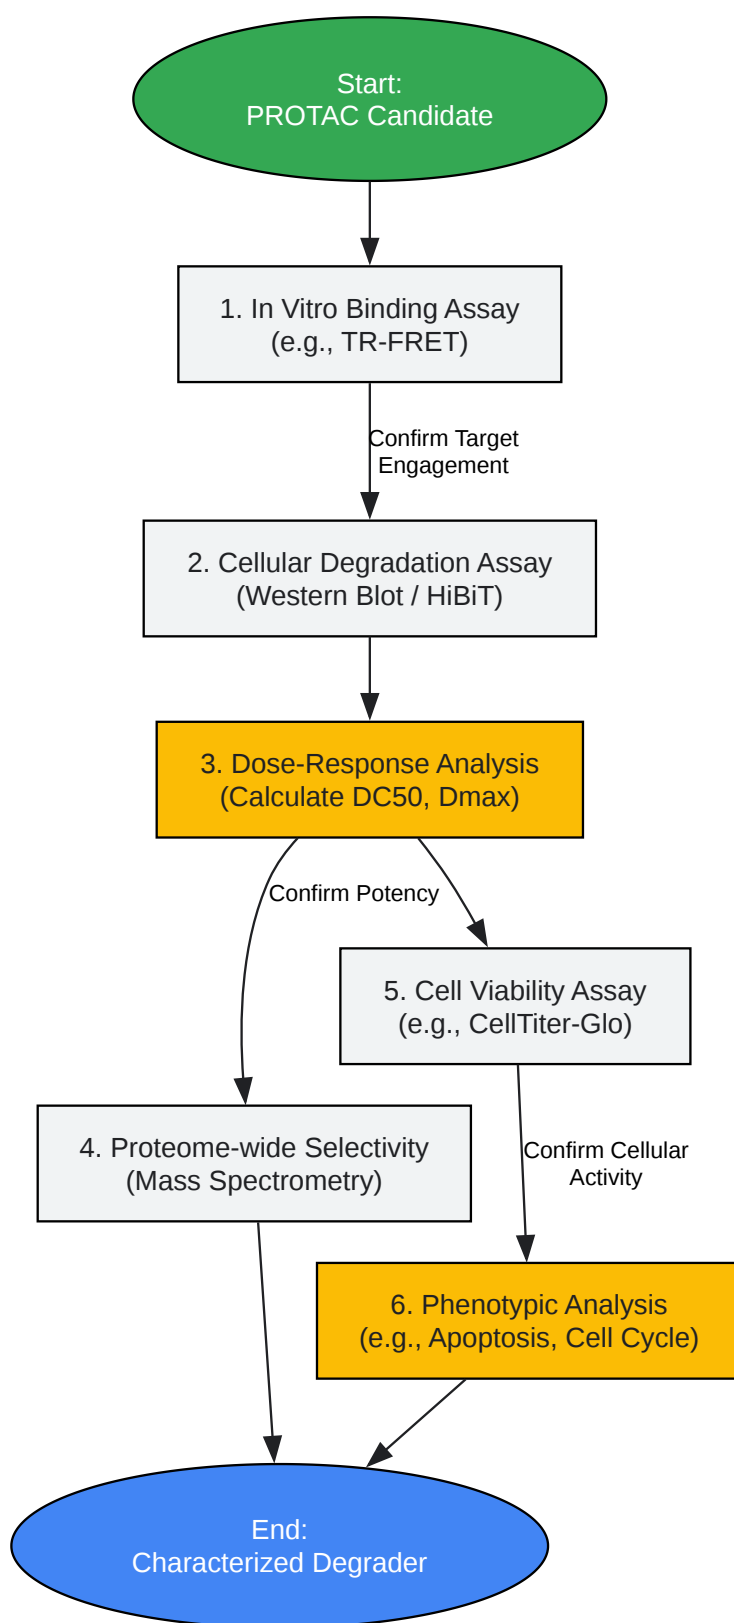 Start:
PROTAC Candidate
1. In Vitro Binding Assay
(e.g., TR-FRET)
Confirm Target
Engagement
2. Cellular Degradation Assay
(Western Blot / HiBiT)
3. Dose-Response Analysis
(Calculate DC50, Dmax)
Confirm Potency
5. Cell Viability Assay
(e.g., CellTiter-Glo)
4. Proteome-wide Selectivity
(Mass Spectrometry)
Confirm Cellular
Activity
6. Phenotypic Analysis
(e.g., Apoptosis, Cell Cycle)
End:
Characterized Degrader